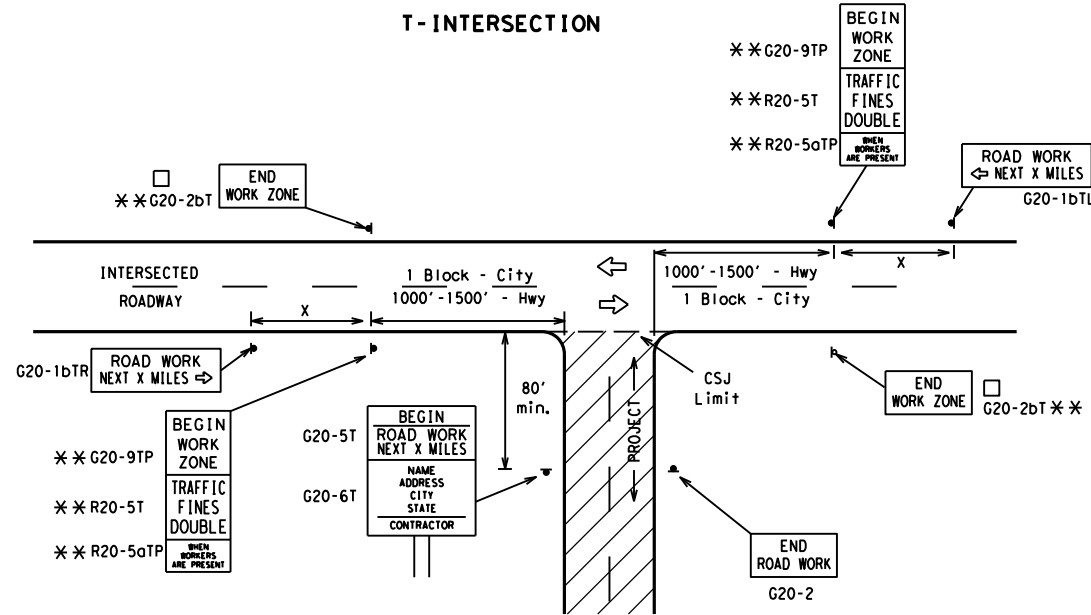 T-INTERSECTION
**G20-9TP
BEGIN
WORK
ZONE
**R20-5T
TRAFFIC
FINES
DOUBLE
**R20-5aTP
WHEN
WORKERS
ARE PRESENT
ROAD WORK
⇦ NEXT X MILES
G20-1bTL
□
**G20-2bT
END
WORK ZONE
INTERSECTED
ROADWAY
1 Block - City
1000'-1500' - Hwy
X
1000'-1500' - Hwy
1 Block - City
X
G20-1bTR
ROAD WORK
NEXT X MILES ⇨
80'
min.
PROJECT
CSJ
Limit
END
WORK ZONE
□
G20-2bT **
**G20-9TP
BEGIN
WORK
ZONE
**R20-5T
TRAFFIC
FINES
DOUBLE
**R20-5aTP
WHEN
WORKERS
ARE PRESENT
G20-5T
BEGIN
ROAD WORK
NEXT X MILES
G20-6T
NAME
ADDRESS
CITY
STATE
CONTRACTOR
END
ROAD WORK
G20-2